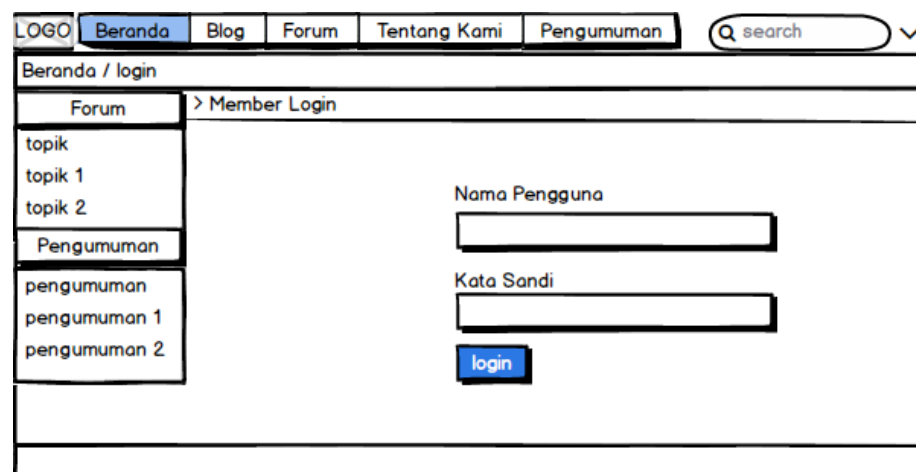 LOGO Beranda Blog Forum Tentang Kami Pengumuman search
Beranda / login
Forum
> Member Login
topik
topik 1
topik 2
Pengumuman
pengumuman
pengumuman 1
pengumuman 2
Nama Pengguna
Kata Sandi
login